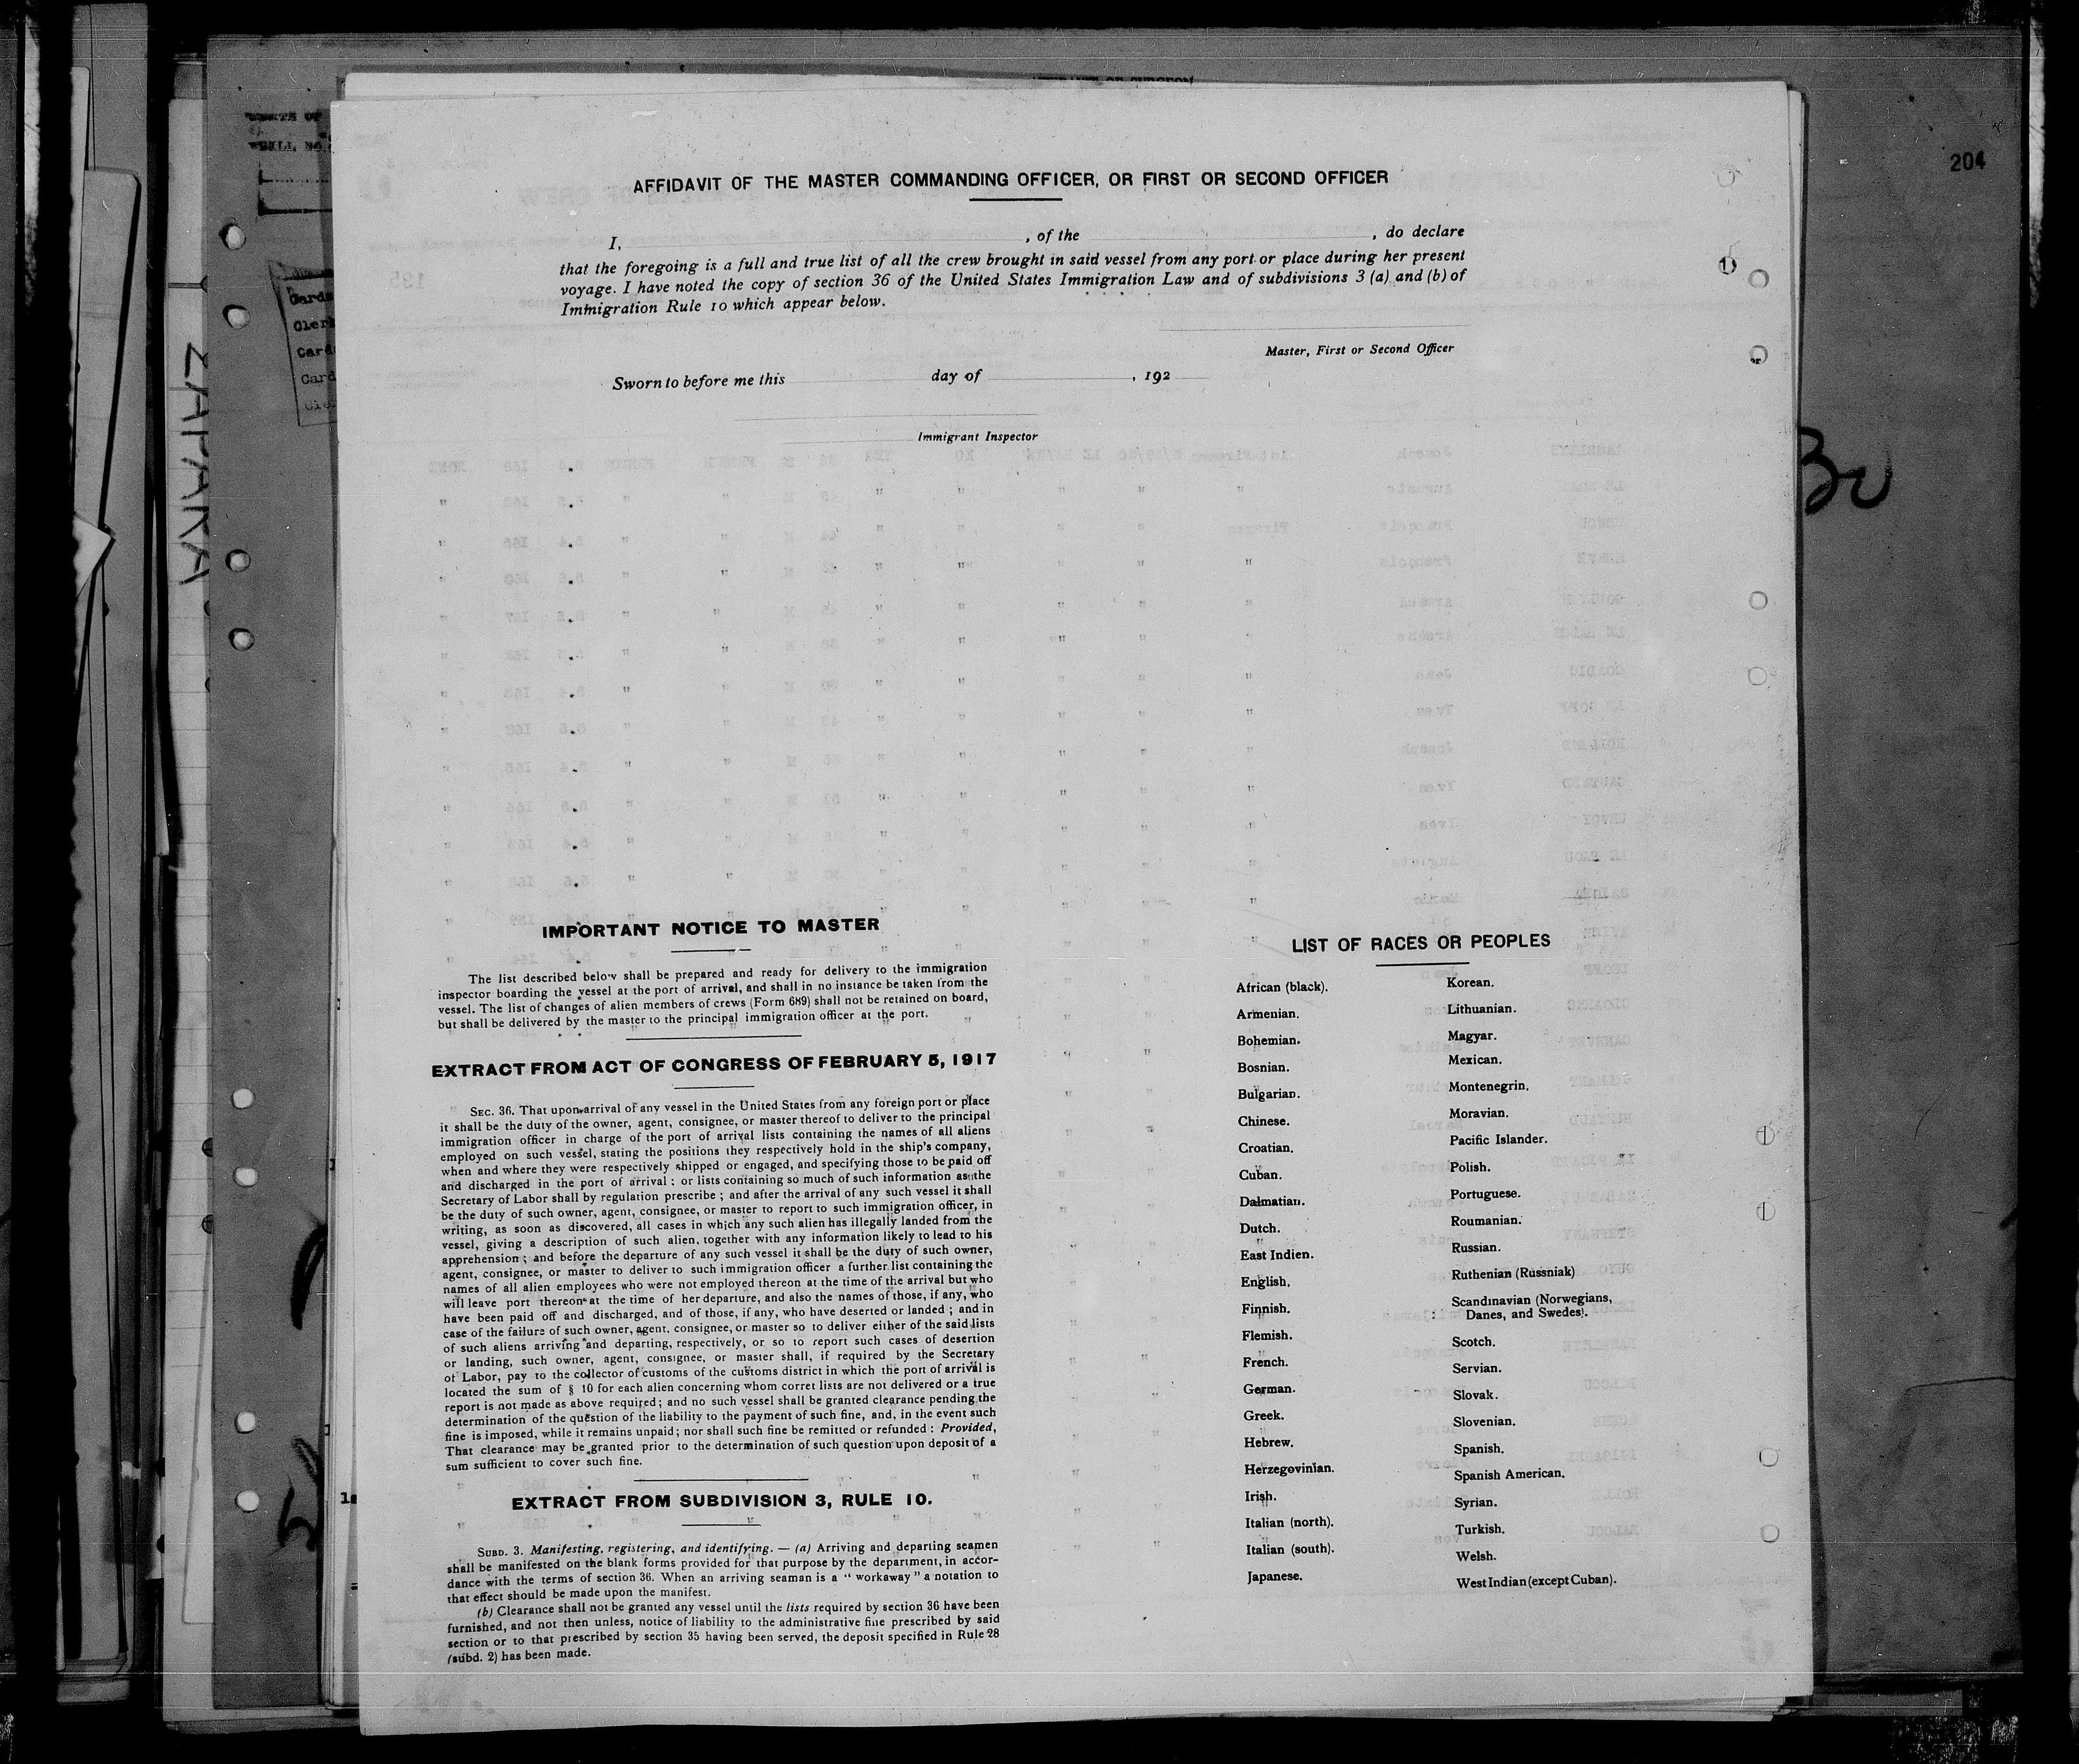 204
AFFIDAVIT OF THE MASTER COMMANDING OFFICER, OR FIRST OR SECOND OFFICER
I, , of the , do declare
that the foregoing is a full and true list of all the crew brought in said vessel from any port or place during her present
voyage. I have noted the copy of section 36 of the United States Immigration Law and of subdivisions 3 (a) and (b) of
Immigration Rule 10 which appear below.
Master, First or Second Officer
Sworn to before me this day of , 192
Immigrant Inspector
IMPORTANT NOTICE TO MASTER
The list described below shall be prepared and ready for delivery to the immigration
inspector boarding the vessel at the port of arrival, and shall in no instance be taken from the
vessel. The list of changes of alien members of crews (Form 689) shall not be retained on board,
but shall be delivered by the master to the principal immigration officer at the port.
EXTRACT FROM ACT OF CONGRESS OF FEBRUARY 5, 1917
SEC. 36. That upon arrival of any vessel in the United States from any foreign port or place
it shall be the duty of the owner, agent, consignee, or master thereof to deliver to the principal
immigration officer in charge of the port of arrival lists containing the names of all aliens
employed on such vessel, stating the positions they respectively hold in the ship's company,
when and where they were respectively shipped or engaged, and specifying those to be paid off
and discharged in the port of arrival ; or lists containing so much of such information as the
Secretary of Labor shall by regulation prescribe ; and after the arrival of any such vessel it shall
be the duty of such owner, agent, consignee, or master to report to such immigration officer, in
writing, as soon as discovered, all cases in which any such alien has illegally landed from the
vessel, giving a description of such alien, together with any information likely to lead to his
apprehension ; and before the departure of any such vessel it shall be the duty of such owner,
agent, consignee, or master to deliver to such immigration officer a further list containing the
names of all alien employees who were not employed thereon at the time of the arrival but who
will leave port thereon at the time of her departure, and also the names of those, if any, who
have been paid off and discharged, and of those, if any, who have deserted or landed ; and in
case of the failure of such owner, agent, consignee, or master so to deliver either of the said lists
of such aliens arriving and departing, respectively, or so to report such cases of desertion
or landing, such owner, agent, consignee, or master shall, if required by the Secretary
of Labor, pay to the collector of customs of the customs district in which the port of arrival is
located the sum of § 10 for each alien concerning whom corret lists are not delivered or a true
report is not made as above required ; and no such vessel shall be granted clearance pending the
determination of the question of the liability to the payment of such fine, and, in the event such
fine is imposed, while it remains unpaid ; nor shall such fine be remitted or refunded : Provided,
That clearance may be granted prior to the determination of such question upon deposit of a
sum sufficient to cover such fine.
EXTRACT FROM SUBDIVISION 3, RULE 10.
SUBD. 3. Manifesting, registering, and identifying. — (a) Arriving and departing seamen
shall be manifested on the blank forms provided for that purpose by the department, in accor-
dance with the terms of section 36. When an arriving seaman is a " workaway " a notation to
that effect should be made upon the manifest.
(b) Clearance shall not be granted any vessel until the lists required by section 36 have been
furnished, and not then unless, notice of liability to the administrative fine prescribed by said
section or to that prescribed by section 35 having been served, the deposit specified in Rule 28
(subd. 2) has been made.
LIST OF RACES OR PEOPLES
African (black).
Armenian.
Bohemian.
Bosnian.
Bulgarian.
Chinese.
Croatian.
Cuban.
Dalmatian.
Dutch.
East Indien.
English.
Finnish.
Flemish.
French.
German.
Greek.
Hebrew.
Herzegovinian.
Irish.
Italian (north).
Italian (south).
Japanese.
Korean.
Lithuanian.
Magyar.
Mexican.
Montenegrin.
Moravian.
Pacific Islander.
Polish.
Portuguese.
Roumanian.
Russian.
Ruthenian (Russniak)
Scandinavian (Norwegians,
Danes, and Swedes).
Scotch.
Servian.
Slovak.
Slovenian.
Spanish.
Spanish American.
Syrian.
Turkish.
Welsh.
West Indian (except Cuban).